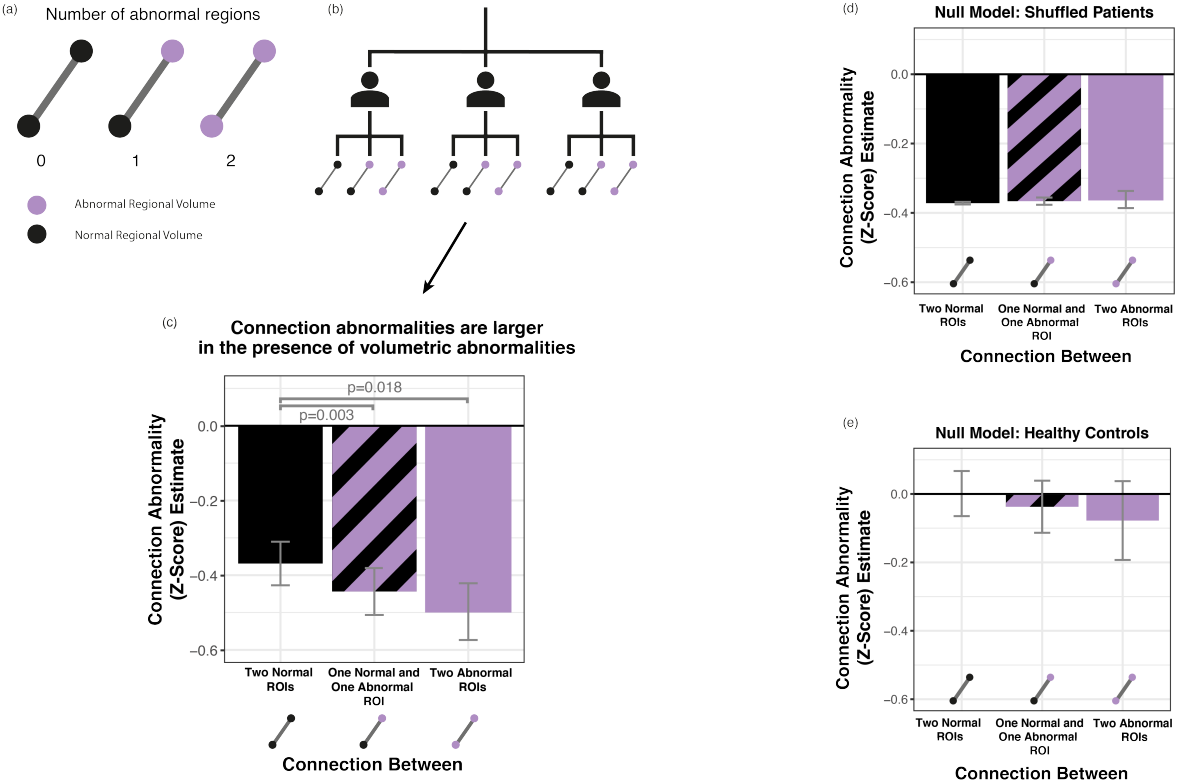 (a)
Number of abnormal regions
0
1
2
Abnormal Regional Volume
Normal Regional Volume
(b)
(c)
Connection abnormalities are larger
in the presence of volumetric abnormalities
Connection Abnormality
(Z-Score) Estimate
0.0
−0.2
−0.4
−0.6
p=0.018
p=0.003
Two Normal
ROIs
One Normal and
One Abnormal
ROI
Two Abnormal
ROIs
Connection Between
(d)
Null Model: Shuffled Patients
Connection Abnormality
(Z-Score) Estimate
0.0
−0.2
−0.4
−0.6
Two Normal
ROIs
One Normal and
One Abnormal
ROI
Two Abnormal
ROIs
Connection Between
(e)
Null Model: Healthy Controls
Connection Abnormality
(Z-Score) Estimate
0.0
−0.2
−0.4
−0.6
Two Normal
ROIs
One Normal and
One Abnormal
ROI
Two Abnormal
ROIs
Connection Between